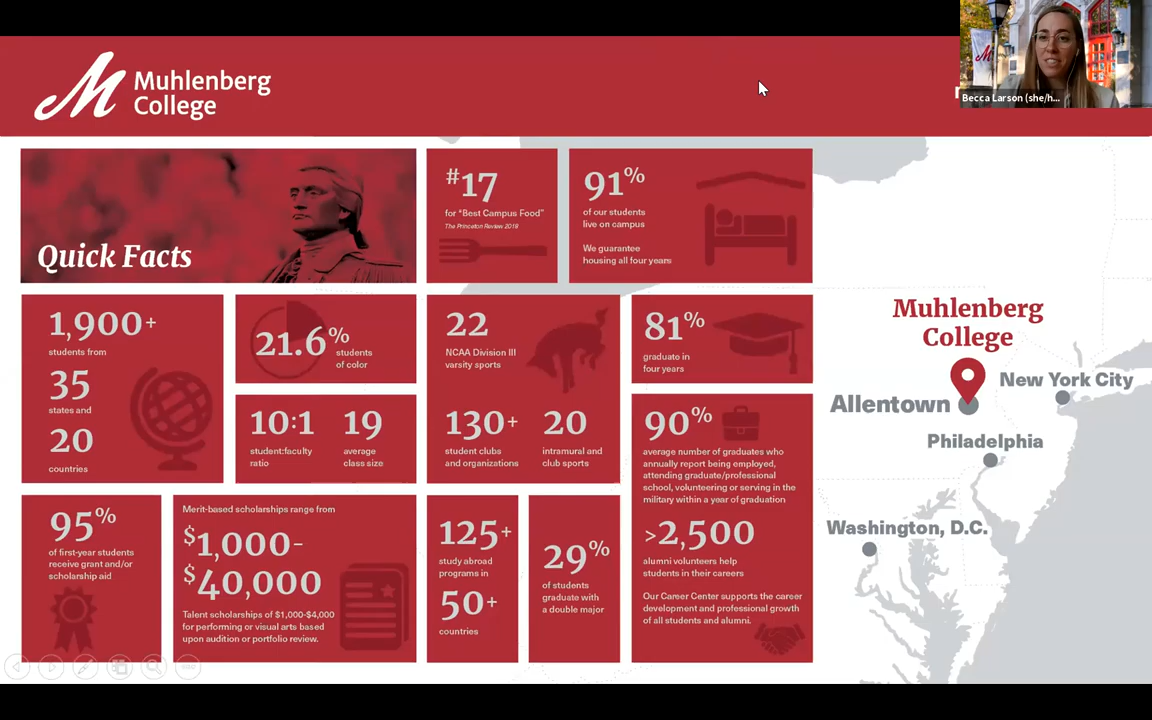 Muhlenberg
College
Becca Larson (she/h...
Quick Facts
#17
for “Best Campus Food”
The Princeton Review 2018
91%
of our students
live on campus
We guarantee
housing all four years
1,900+
students from
35
states and
20
countries
21.6%
students
of color
10:1
student:faculty
ratio
19
average
class size
22
NCAA Division III
varsity sports
130+
student clubs
and organizations
20
intramural and
club sports
81%
graduate in
four years
90%
average number of graduates who
annually report being employed,
attending graduate/professional
school, volunteering or serving in the
military within a year of graduation
>2,500
alumni volunteers help
students in their careers
Our Career Center supports the career
development and professional growth
of all students and alumni.
95%
of first-year students
receive grant and/or
scholarship aid
Merit-based scholarships range from
$1,000-
$40,000
Talent scholarships of $1,000-$4,000
for performing or visual arts based
upon audition or portfolio review.
125+
study abroad
programs in
50+
countries
29%
of students
graduate with
a double major
Muhlenberg
College
New York City
Allentown
Philadelphia
Washington, D.C.